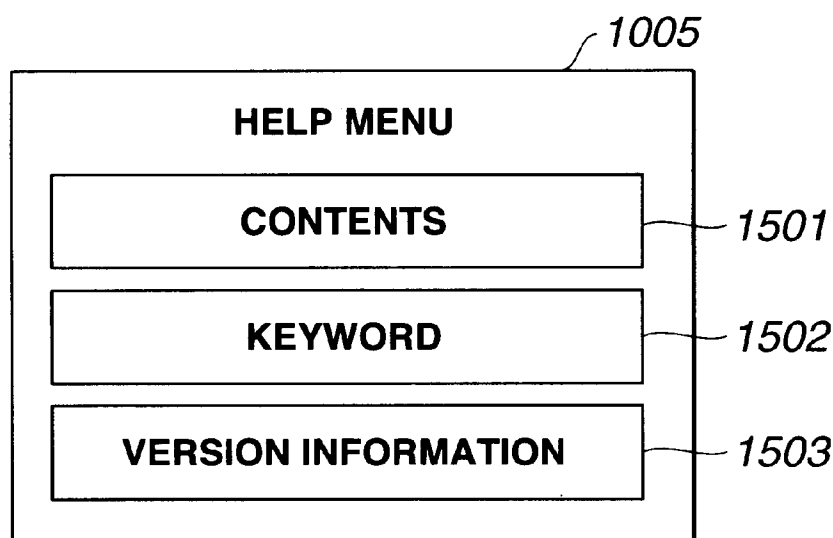 1005
HELP MENU
CONTENTS
1501
KEYWORD
1502
VERSION INFORMATION
1503